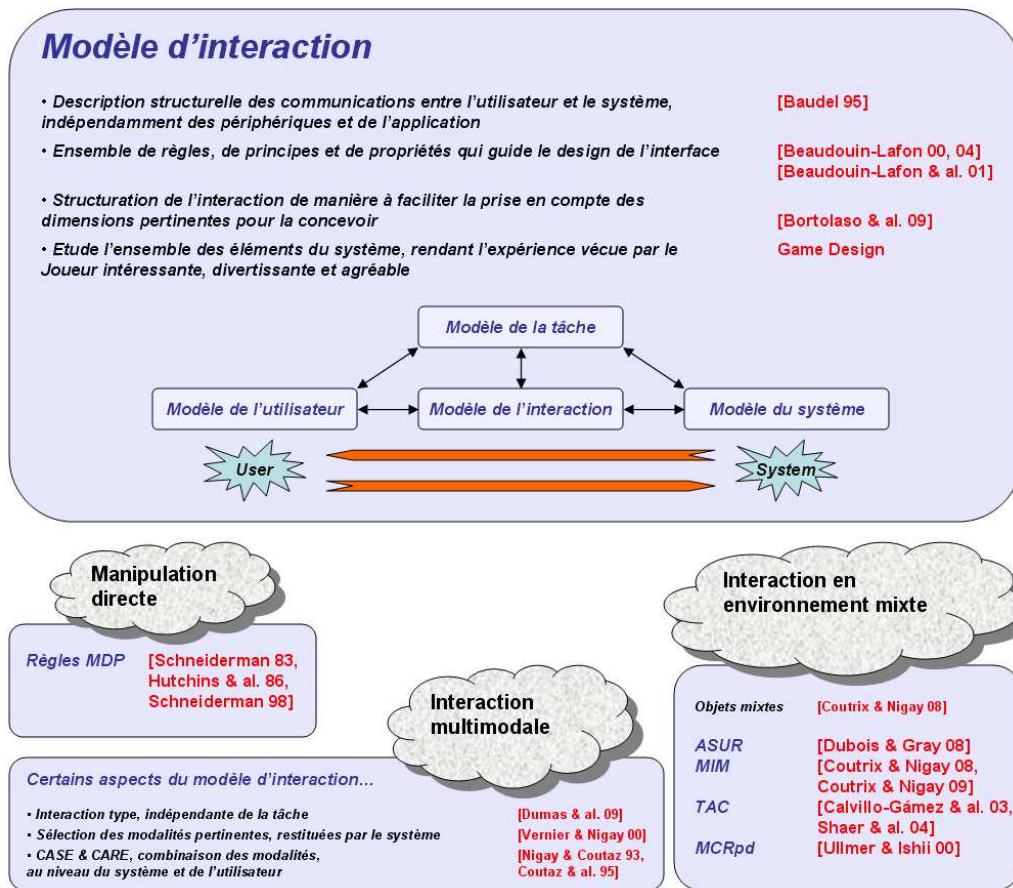 Modèle d'interaction
• Description structurelle des communications entre l'utilisateur et le système, [Baudel 95]
indépendamment des périphériques et de l'application
• Ensemble de règles, de principes et de propriétés qui guide le design de l'interface [Beaudouin-Lafon 00, 04]
[Beaudouin-Lafon & al. 01]
• Structuration de l'interaction de manière à faciliter la prise en compte des
dimensions pertinentes pour la concevoir [Bortolaso & al. 09]
• Etude l'ensemble des éléments du système, rendant l'expérience vécue par le Game Design
Joueur intéressante, divertissante et agréable
Modèle de la tâche
Modèle de l'utilisateur Modèle de l'interaction Modèle du système
User System
Manipulation
directe
Règles MDP [Schneiderman 83,
Hutchins & al. 86,
Schneiderman 98]
Interaction
multimodale
Certains aspects du modèle d'interaction…
• Interaction type, indépendante de la tâche [Dumas & al. 09]
• Sélection des modalités pertinentes, restituées par le système [Vernier & Nigay 00]
• CASE & CARE, combinaison des modalités, [Nigay & Coutaz 93,
au niveau du système et de l'utilisateur Coutaz & al. 95]
Interaction en
environnement mixte
Objets mixtes [Coutrix & Nigay 08]
ASUR [Dubois & Gray 08]
MIM [Coutrix & Nigay 08,
Coutrix & Nigay 09]
TAC [Calvillo-Gámez & al. 03,
Shaer & al. 04]
MCRpd [Ullmer & Ishii 00]